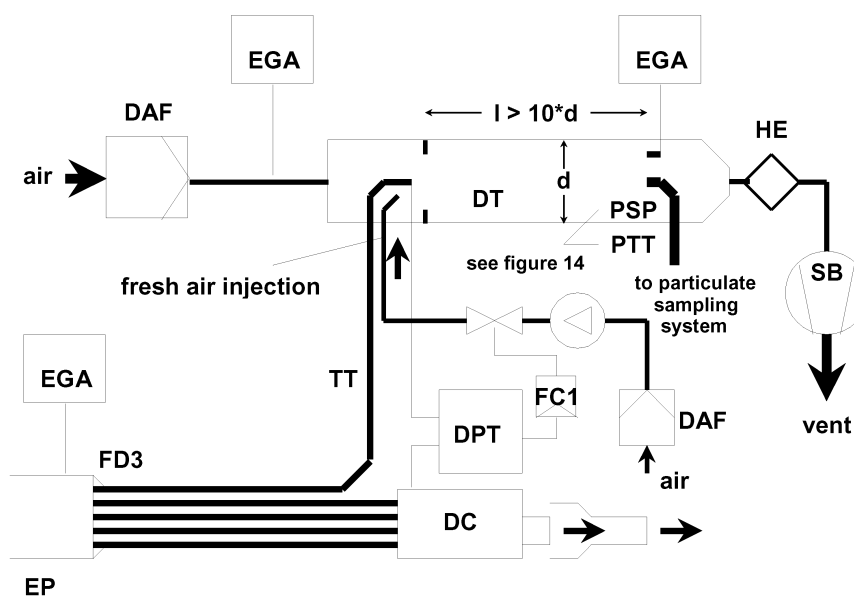 EGA
EGA
DAF
l > 10*d
HE
air
d
DT
PSP
PTT
see figure 14
fresh air injection
to particulate
sampling
system
SB
EGA
TT
FC1
DAF
vent
DPT
FD3
air
DC
EP